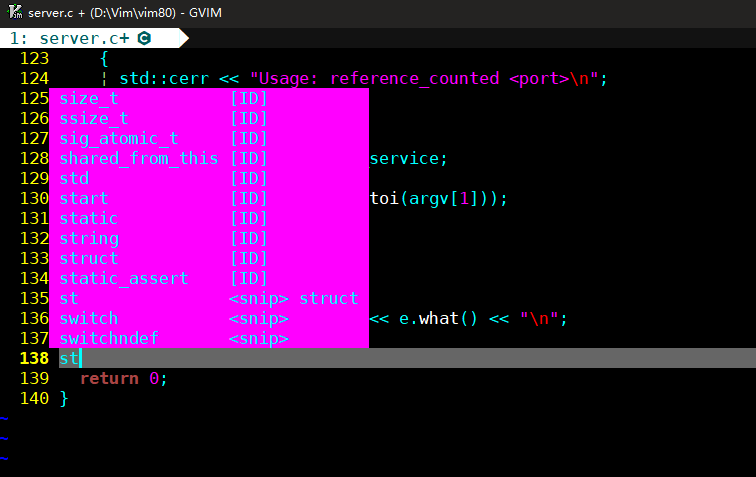 server.c + (D:\Vim\vim80) - GVIM
1: server.c+
123 {
124 ¦ std::cerr << "Usage: reference_counted <port>\n";
125 size_t [ID]
126 ssize_t [ID]
127 sig_atomic_t [ID]
128 shared_from_this [ID] service;
129 std [ID]
130 start [ID] toi(argv[1]));
131 static [ID]
132 string [ID]
133 struct [ID]
134 static_assert [ID]
135 st <snip> struct
136 switch <snip> << e.what() << "\n";
137 switchndef <snip>
138 st
139 return 0;
140 }
~
~
~